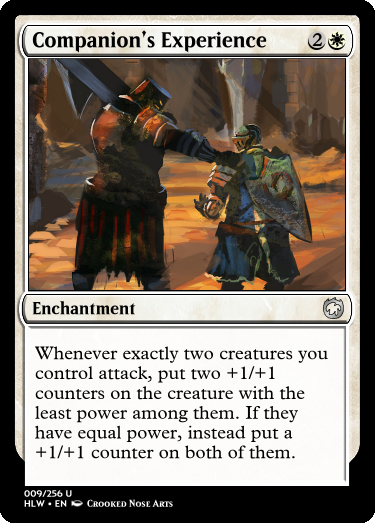 Companion's Experience 2
Enchantment
Whenever exactly two creatures you
control attack, put two +1/+1
counters on the creature with the
least power among them. If they
have equal power, instead put a
+1/+1 counter on both of them.
009/256 U
HLW • EN Crooked Nose Arts